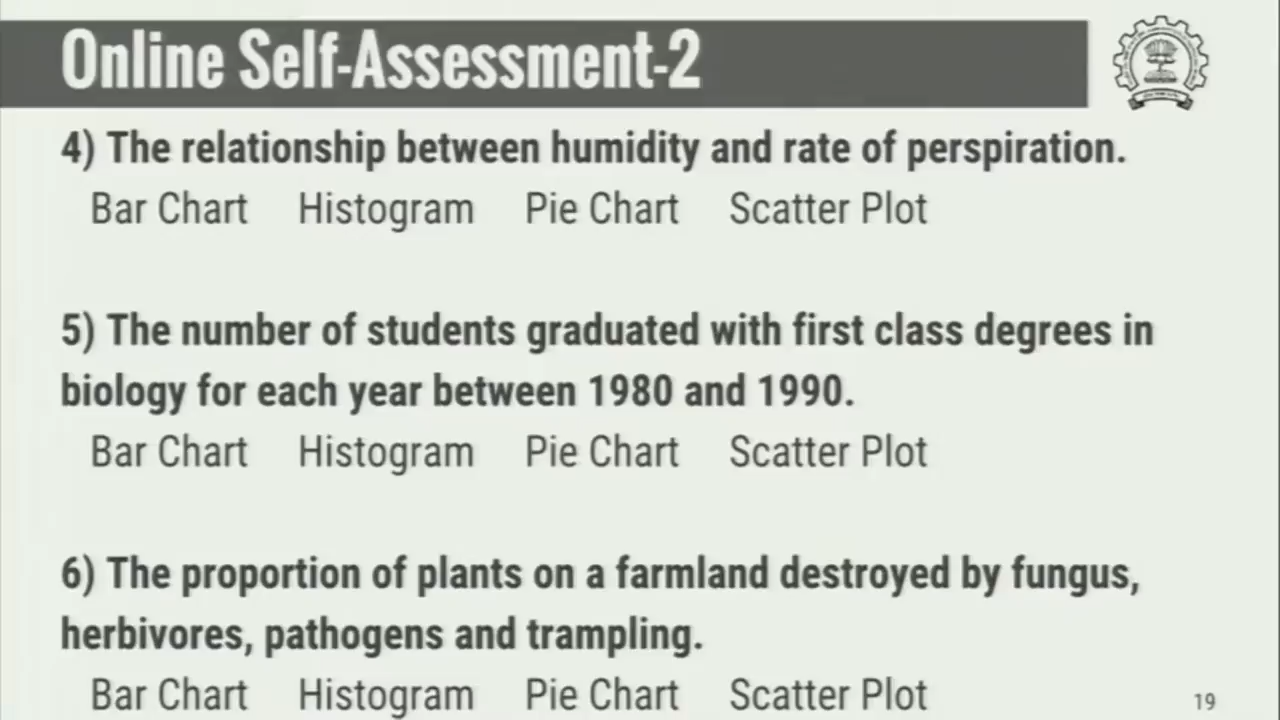 Online Self-Assessment-2
4) The relationship between humidity and rate of perspiration.
Bar Chart Histogram Pie Chart Scatter Plot
5) The number of students graduated with first class degrees in
biology for each year between 1980 and 1990.
Bar Chart Histogram Pie Chart Scatter Plot
6) The proportion of plants on a farmland destroyed by fungus,
herbivores, pathogens and trampling.
Bar Chart Histogram Pie Chart Scatter Plot
19